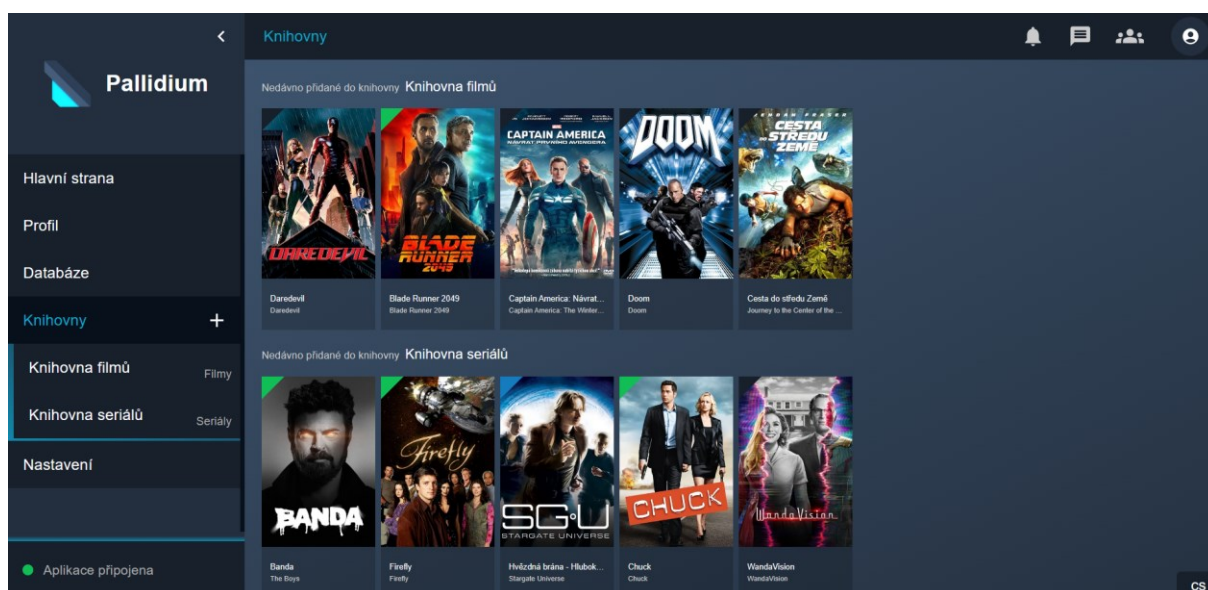 Knihovny
Pallidium
Hlavní strana
Profil
Databáze
Knihovny +
Knihovna filmů Filmy
Knihovna seriálů Seriály
Nastavení
Aplikace připojena
Nedávno přidané do knihovny Knihovna filmů
DAREDEVIL
BLADE
RUNNER
2049
CAPTAIN AMERICA
NÁVRAT PRVNÍHO AVENGERA
DOOM
CESTA
DO STŘEDU
ZEMĚ
Daredevil
Daredevil
Blade Runner 2049
Blade Runner 2049
Captain America: Návrat...
Captain America: The Winter...
Doom
Doom
Cesta do středu Země
Journey to the Center of the ...
Nedávno přidané do knihovny Knihovna seriálů
BANDA
Firefly
SG·U
STARGATE UNIVERSE
CHUCK
WandaVision
Banda
The Boys
Firefly
Firefly
Hvězdná brána - Hlubok...
Stargate Universe
Chuck
Chuck
WandaVision
WandaVision
CS